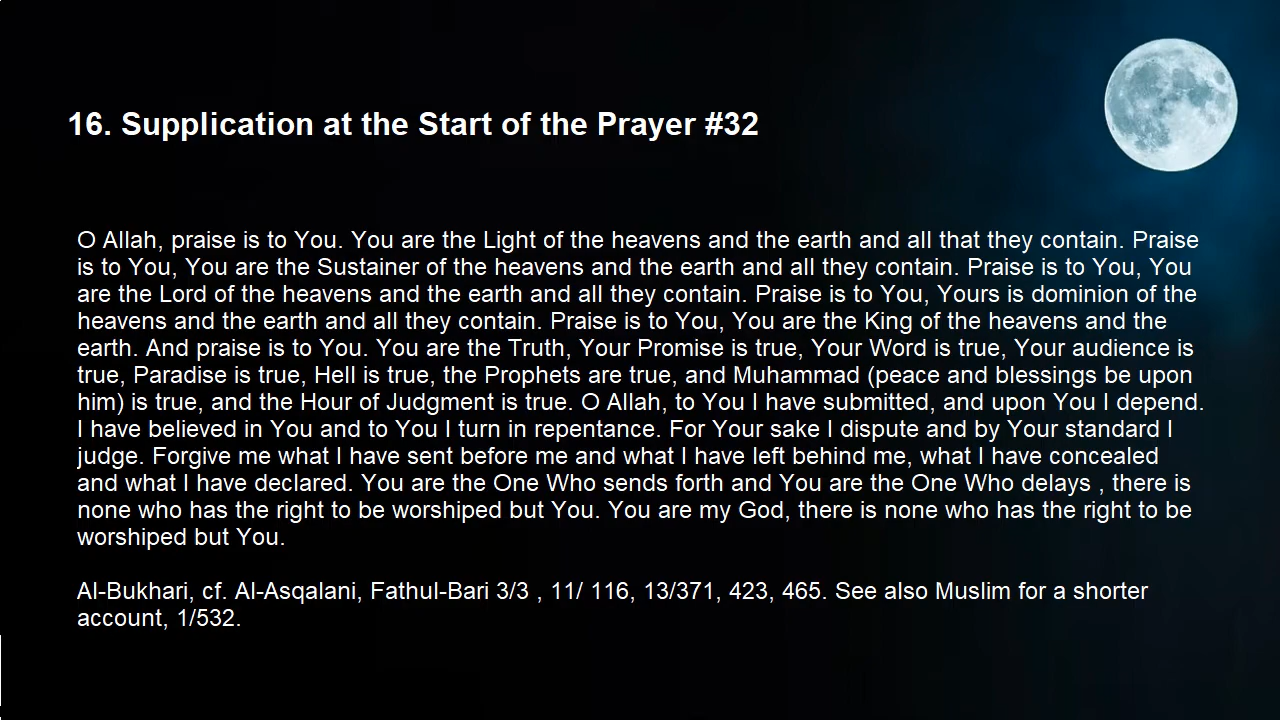 16. Supplication at the Start of the Prayer #32
O Allah, praise is to You. You are the Light of the heavens and the earth and all that they contain. Praise
is to You, You are the Sustainer of the heavens and the earth and all they contain. Praise is to You, You
are the Lord of the heavens and the earth and all they contain. Praise is to You, Yours is dominion of the
heavens and the earth and all they contain. Praise is to You, You are the King of the heavens and the
earth. And praise is to You. You are the Truth, Your Promise is true, Your Word is true, Your audience is
true, Paradise is true, Hell is true, the Prophets are true, and Muhammad (peace and blessings be upon
him) is true, and the Hour of Judgment is true. O Allah, to You I have submitted, and upon You I depend.
I have believed in You and to You I turn in repentance. For Your sake I dispute and by Your standard I
judge. Forgive me what I have sent before me and what I have left behind me, what I have concealed
and what I have declared. You are the One Who sends forth and You are the One Who delays , there is
none who has the right to be worshiped but You. You are my God, there is none who has the right to be
worshiped but You.
Al-Bukhari, cf. Al-Asqalani, Fathul-Bari 3/3 , 11/ 116, 13/371, 423, 465. See also Muslim for a shorter
account, 1/532.